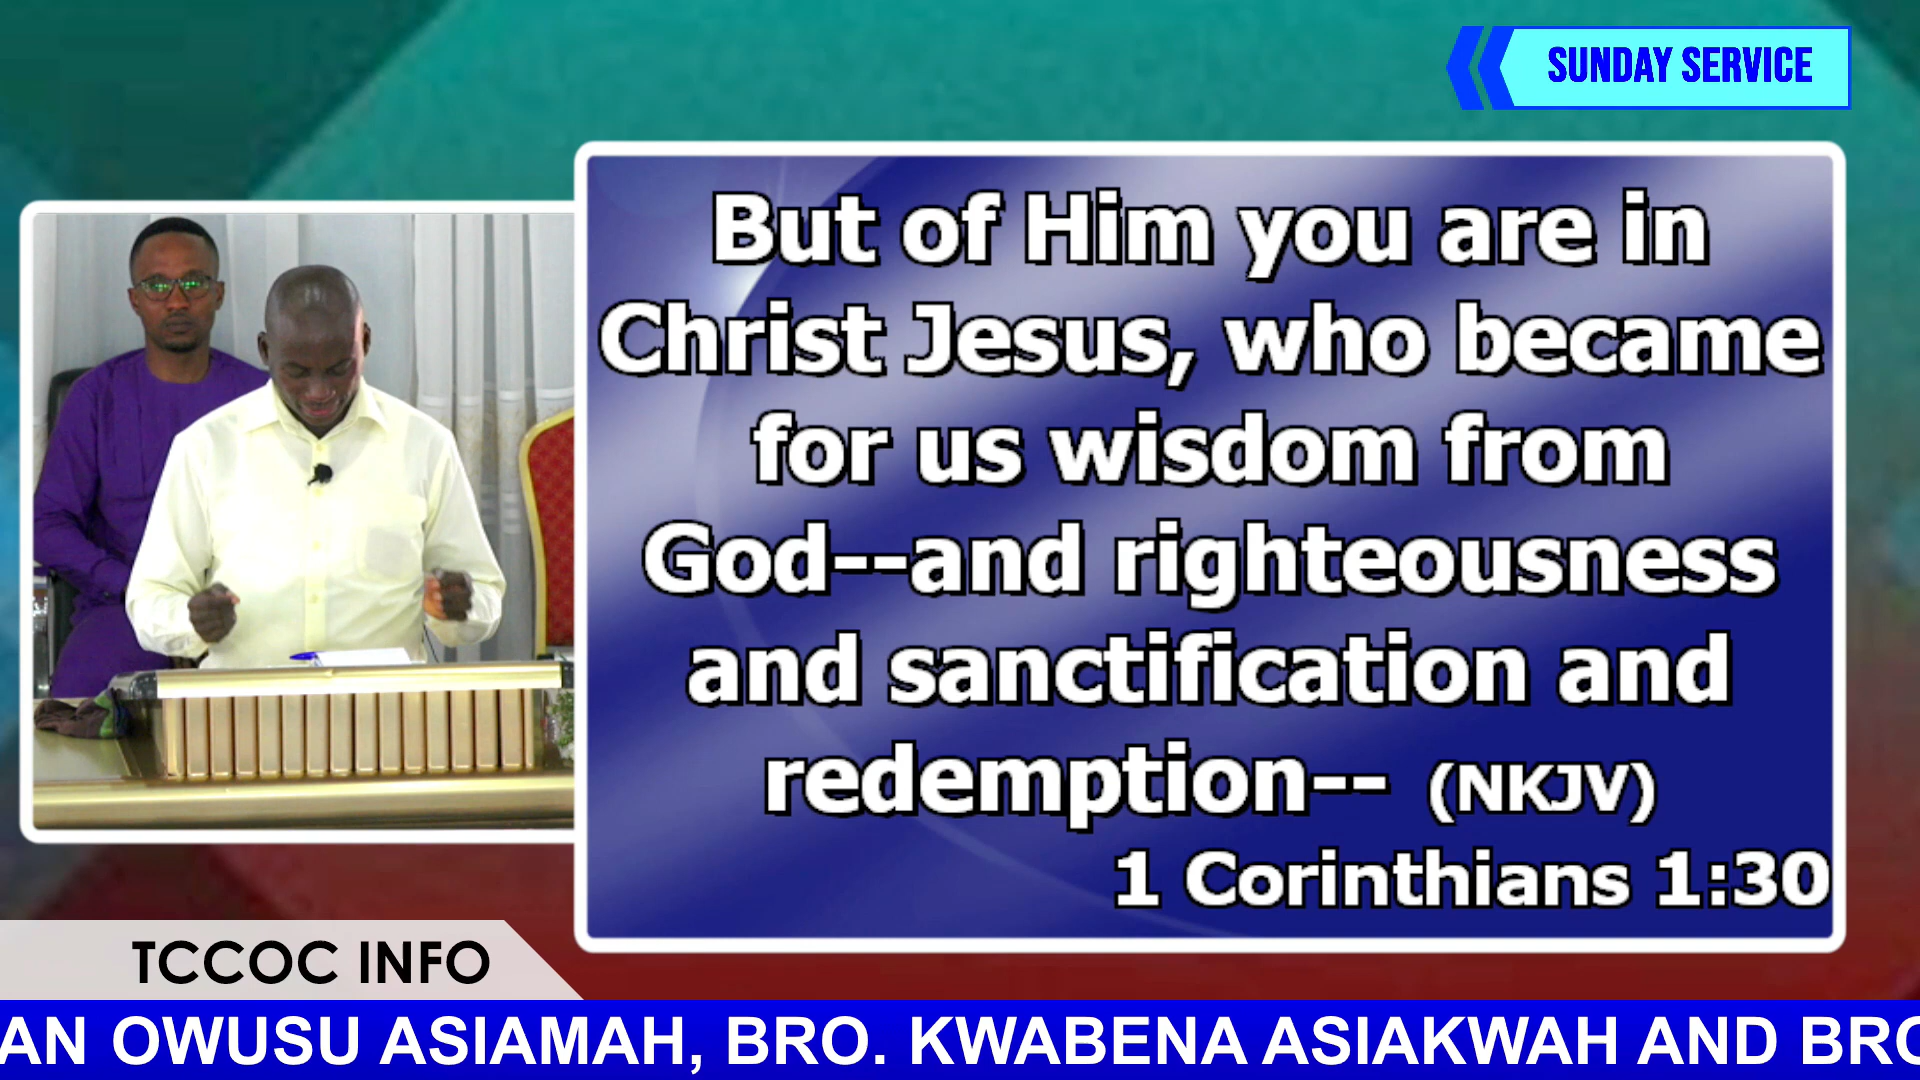 SUNDAY SERVICE
But of Him you are in
Christ Jesus, who became
for us wisdom from
God--and righteousness
and sanctification and
redemption-- (NKJV)
1 Corinthians 1:30
TCCOC INFO
AN OWUSU ASIAMAH, BRO. KWABENA ASIAKWAH AND BRO